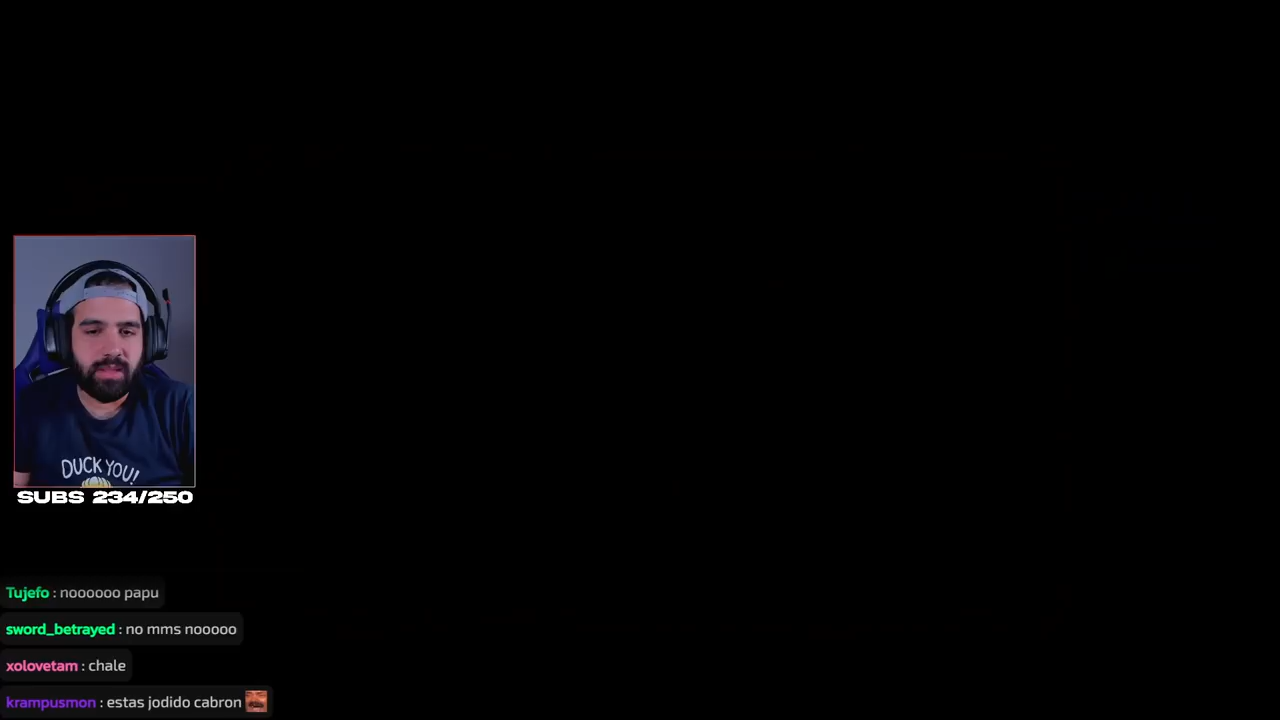 DUCK YOU!
SUBS 234/250
Tujefo : noooooo papu
sword_betrayed : no mms nooooo
xolovetam : chale
krampusmon : estas jodido cabron